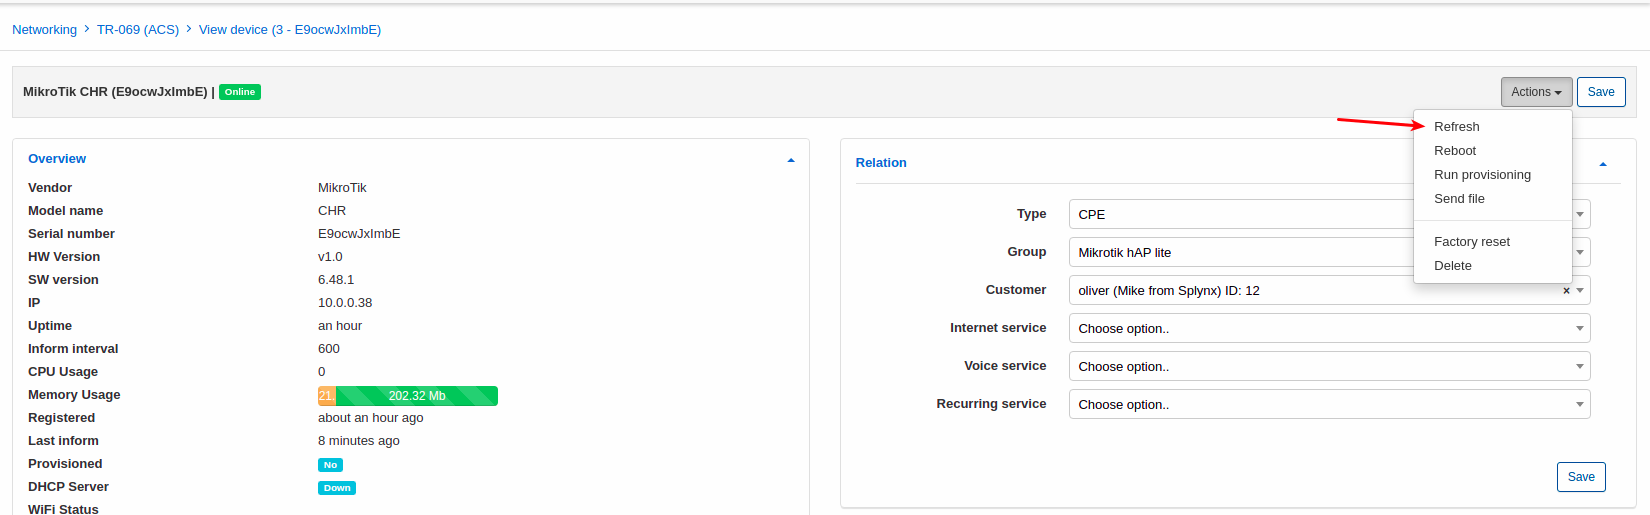 Networking > TR-069 (ACS) > View device (3 - E9ocwJxImbE)
MikroTik CHR (E9ocwJxImbE) | Online
Actions Save
Refresh
Reboot
Run provisioning
Send file
Factory reset
Delete
Overview
Vendor MikroTik
Model name CHR
Serial number E9ocwJxImbE
HW Version v1.0
SW version 6.48.1
IP 10.0.0.38
Uptime an hour
Inform interval 600
CPU Usage 0
Memory Usage 21. 202.32 Mb
Registered about an hour ago
Last inform 8 minutes ago
Provisioned No
DHCP Server Down
WiFi Status
Relation
Type CPE
Group Mikrotik hAP lite
Customer oliver (Mike from Splynx) ID: 12 ×
Internet service Choose option..
Voice service Choose option..
Recurring service Choose option..
Save